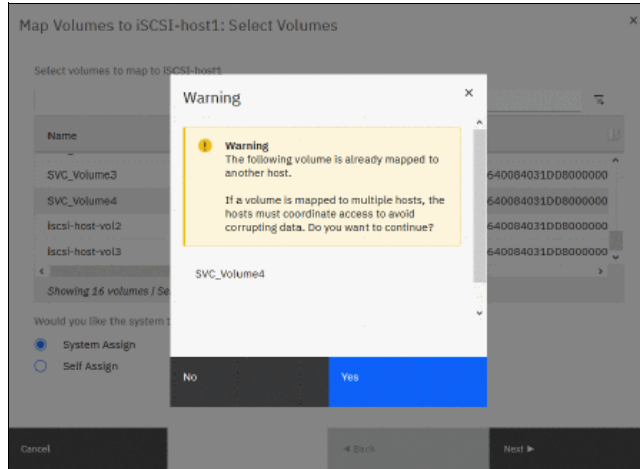 Map Volumes to iSCSI-host1: Select Volumes
Select volumes to map to iSCSI-host1
Warning
Name
Warning
The following volume is already mapped to
another host.
If a volume is mapped to multiple hosts, the
hosts must coordinate access to avoid
corrupting data. Do you want to continue?
SVC_Volume3 640084031DD8000000
SVC_Volume4 640084031DD8000000
iscsi-host-vol2 640084031DD8000000
iscsi-host-vol3 640084031DD8000000
SVC_Volume4
Showing 16 volumes | Se
Would you like the system t
System Assign
Self Assign
No Yes
Cancel Back Next